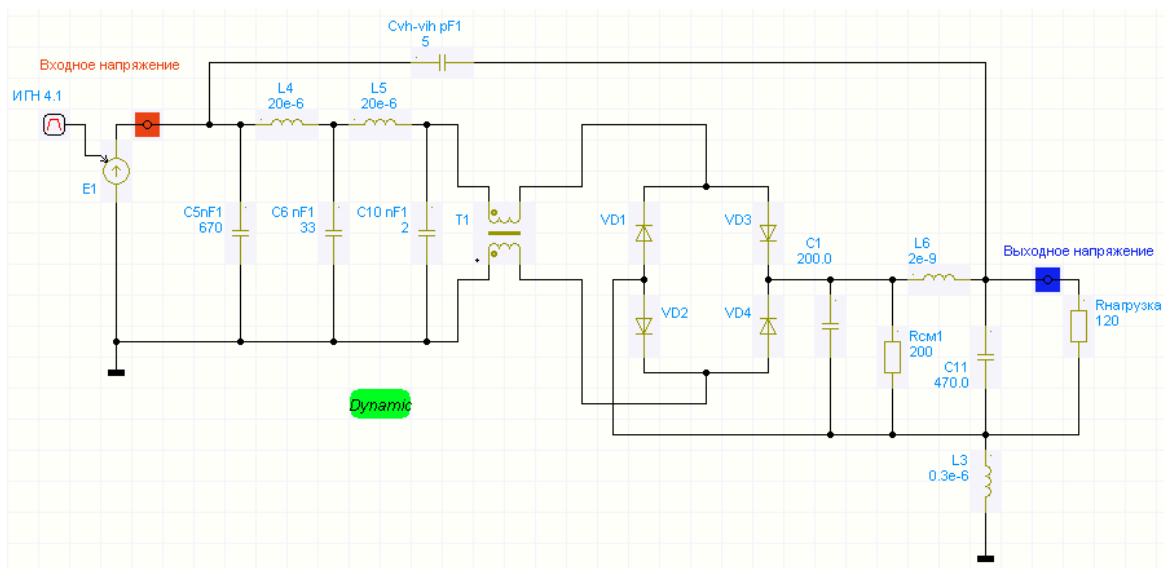 Cvh-vih pF1
5
Входное напряжение
ИГН 4.1
L4
20e-6
L5
20e-6
E1
C5nF1
670
C6 nF1
33
C10 nF1
2
T1
VD1
VD3
VD2
VD4
C1
200.0
L6
2e-9
Выходное напряжение
Rнагрузка
120
Rсм1
200
C11
470.0
Dynamic
L3
0.3e-6